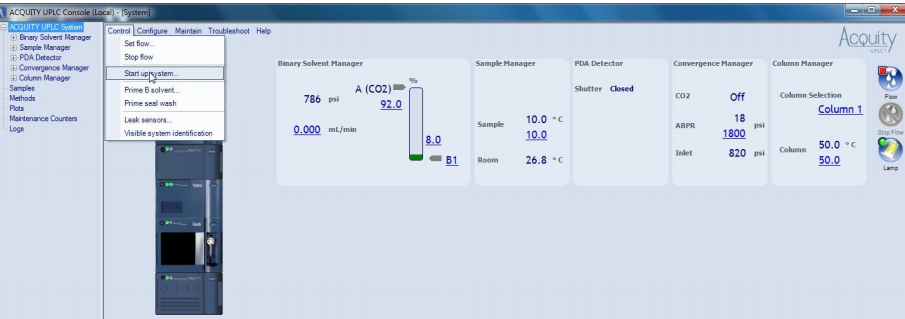 ACQUITY UPLC Console (Local) - [System]
ACQUITY UPLC System
Binary Solvent Manager
Sample Manager
PDA Detector
Convergence Manager
Column Manager
Samples
Methods
Plots
Maintenance Counters
Logs
Control Configure Maintain Troubleshoot Help
Set flow...
Stop flow
Start up system...
Prime B solvent...
Prime seal wash
Leak sensors...
Visible system identification
Acquity
UPLC
Binary Solvent Manager
786 psi
A (CO2)
92.0
%
0.000 mL/min
8.0
B1
Sample Manager
Sample 10.0 °C
10.0
Room 26.8 °C
PDA Detector
Shutter Closed
Convergence Manager
CO2 Off
ABPR 18 psi
1800
Inlet 820 psi
Column Manager
Column Selection
Column 1
Column 50.0 °C
50.0
Flow
Stop Flow
Lamp